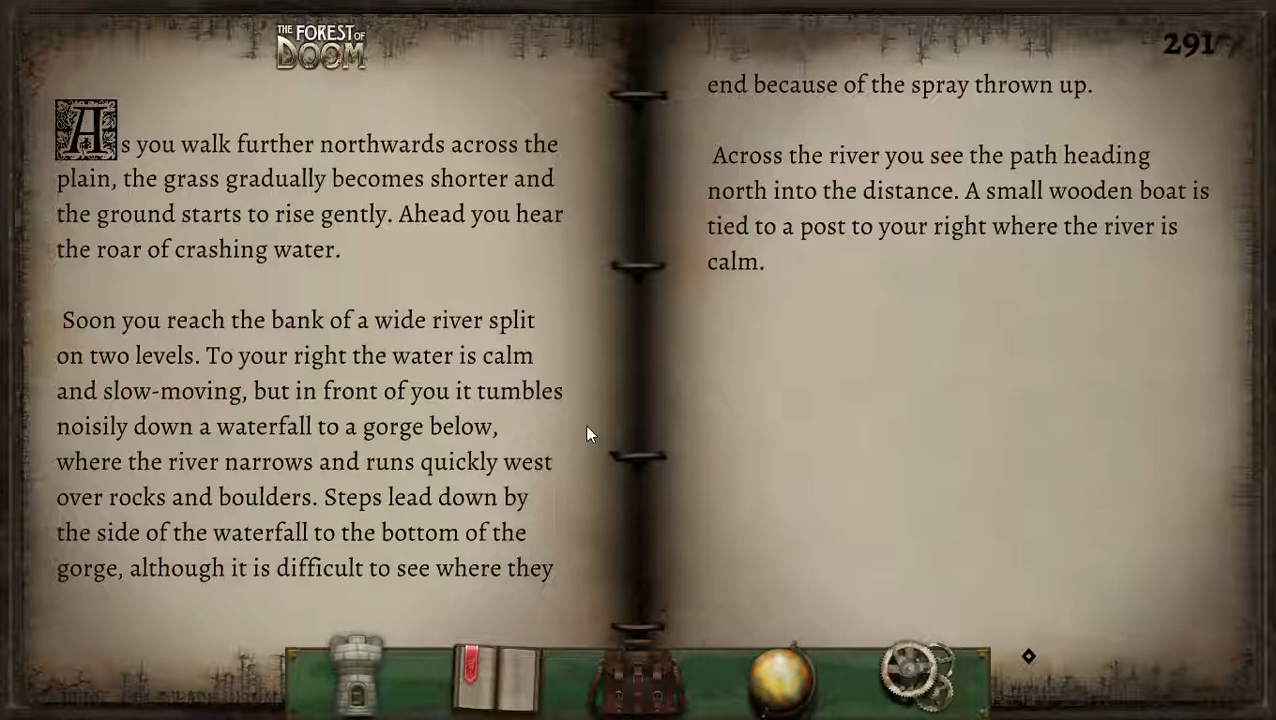 THE FOREST OF
DOOM
291
As you walk further northwards across the
plain, the grass gradually becomes shorter and
the ground starts to rise gently. Ahead you hear
the roar of crashing water.
Soon you reach the bank of a wide river split
on two levels. To your right the water is calm
and slow-moving, but in front of you it tumbles
noisily down a waterfall to a gorge below,
where the river narrows and runs quickly west
over rocks and boulders. Steps lead down by
the side of the waterfall to the bottom of the
gorge, although it is difficult to see where they
end because of the spray thrown up.
Across the river you see the path heading
north into the distance. A small wooden boat is
tied to a post to your right where the river is
calm.